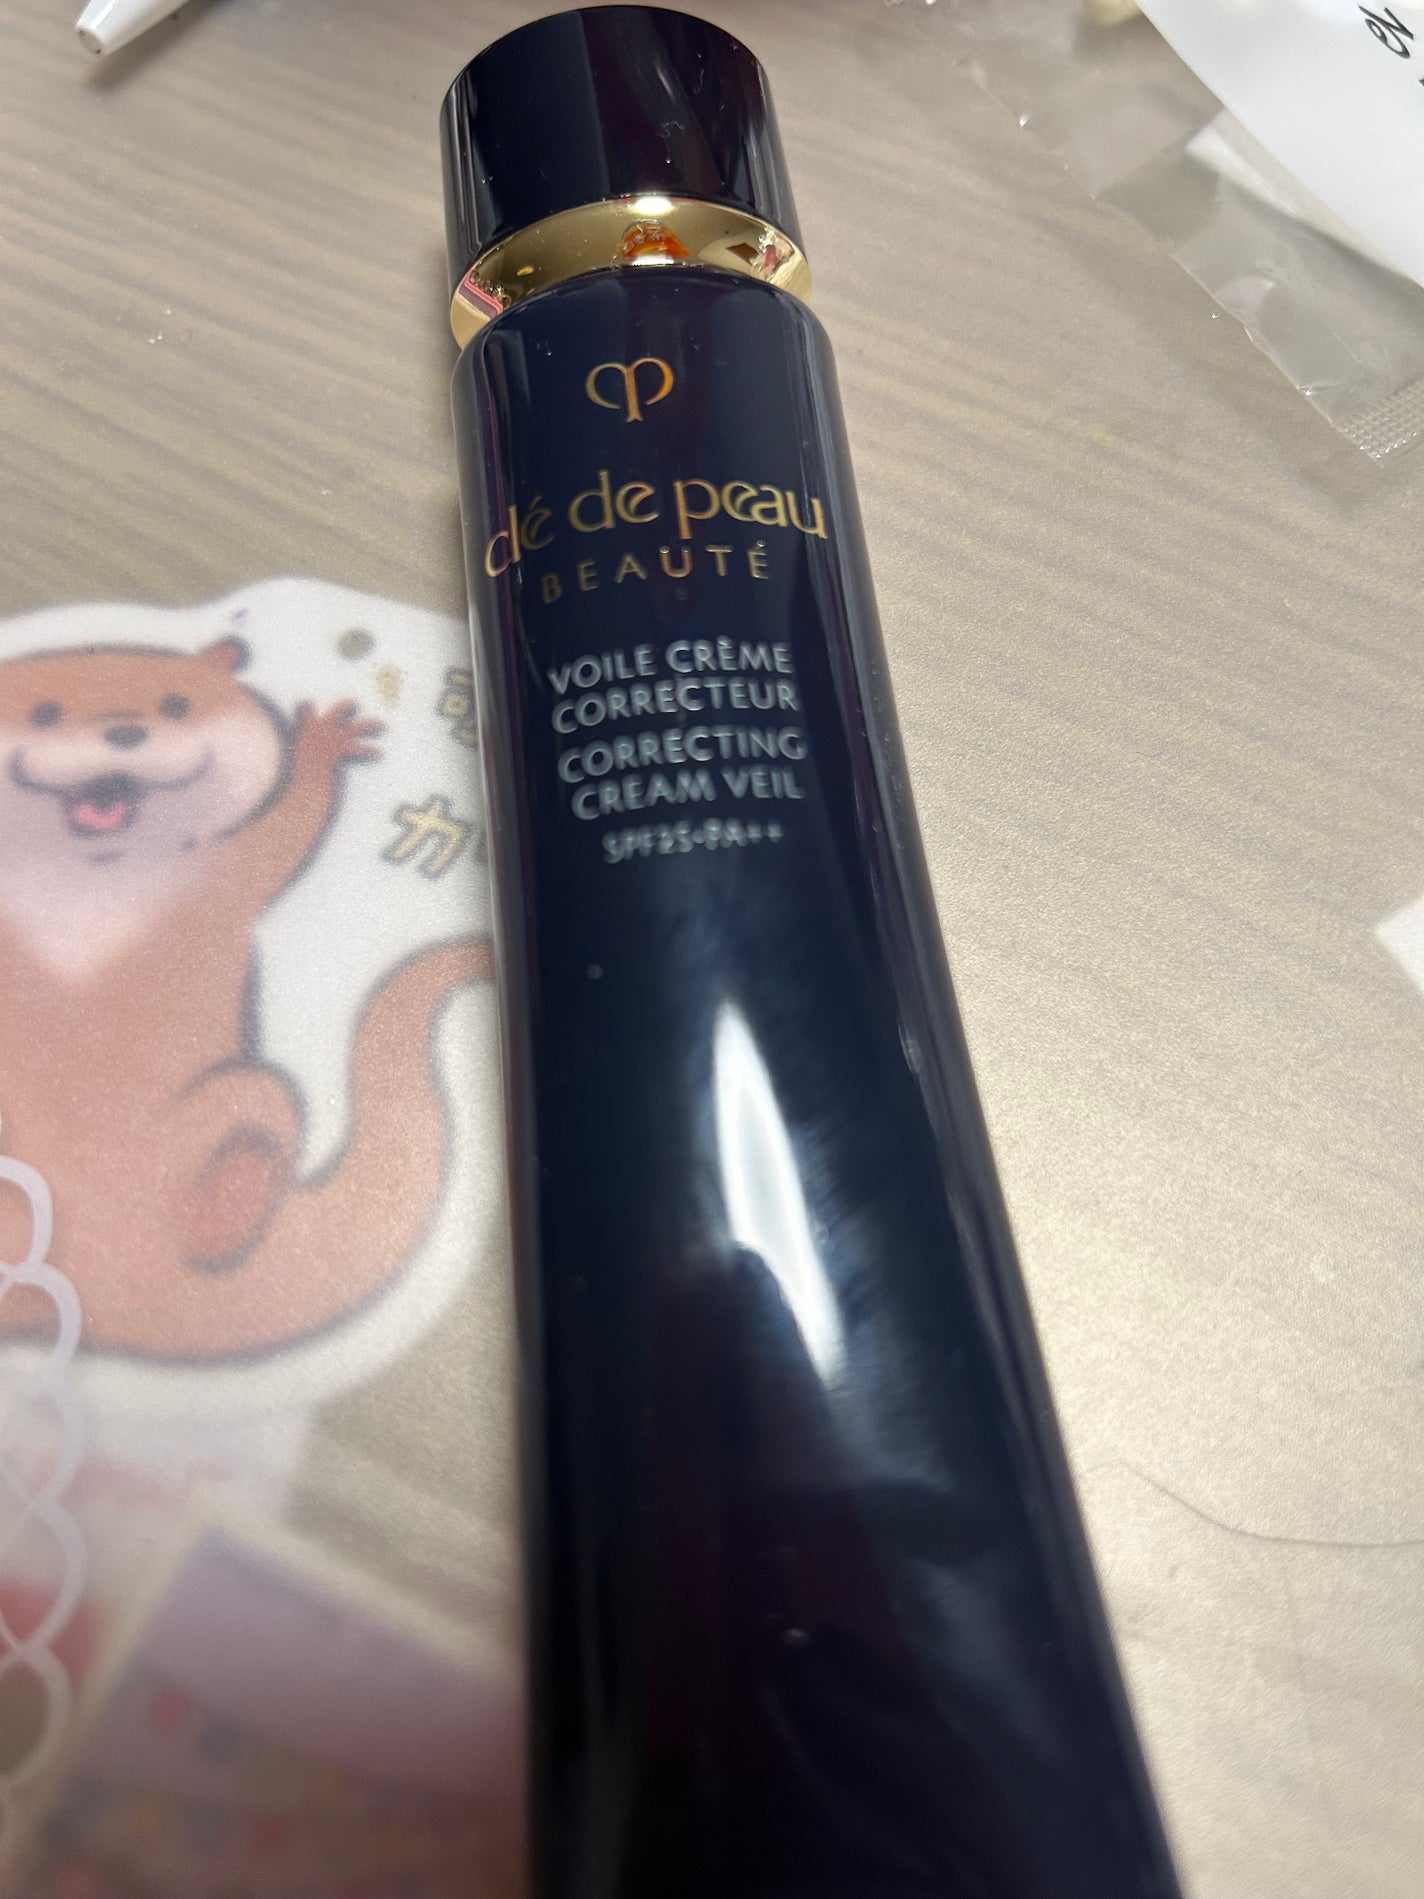 clé de peau
BEAUTÉ
VOILE CRÈME
CORRECTEUR
CORRECTING
CREAM VEIL
SPF25・PA++